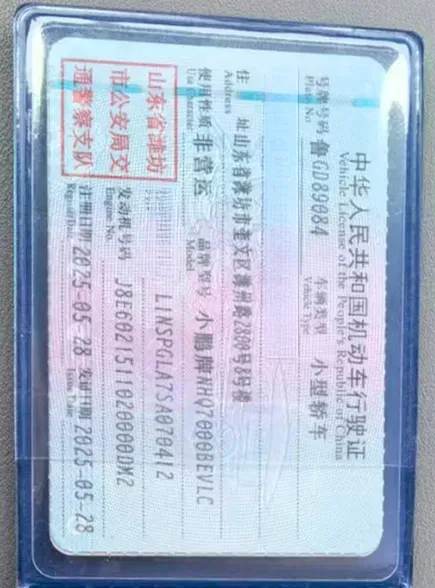 中华人民共和国机动车行驶证
Vehicle License of the People's Republic of China
号牌号码 鲁GD89084 车辆类型 小型轿车
Plate No. Vehicle Type
住 址 山东省潍坊市奎文区潍州路2800号8号楼
Address
使用性质 非营运 品牌型号 小鹏牌NHQ7000BEVLC
Use Character Model
山东省潍坊
市公安局交
通警察支队
L1NSPGLA7SA070412
发动机号码 J8E60215110200000DM2
Engine No.
注册日期 2025-05-28 发证日期 2025-05-28
Register Date Issue Date